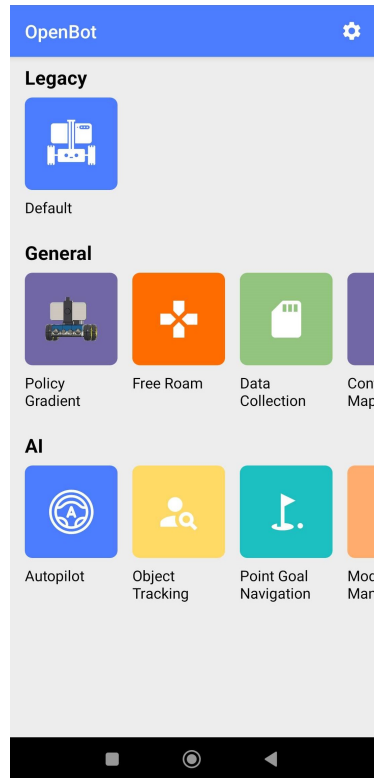 OpenBot
Legacy
Default
General
Policy
Gradient
Free Roam
Data
Collection
AI
Autopilot
Object
Tracking
Point Goal
Navigation